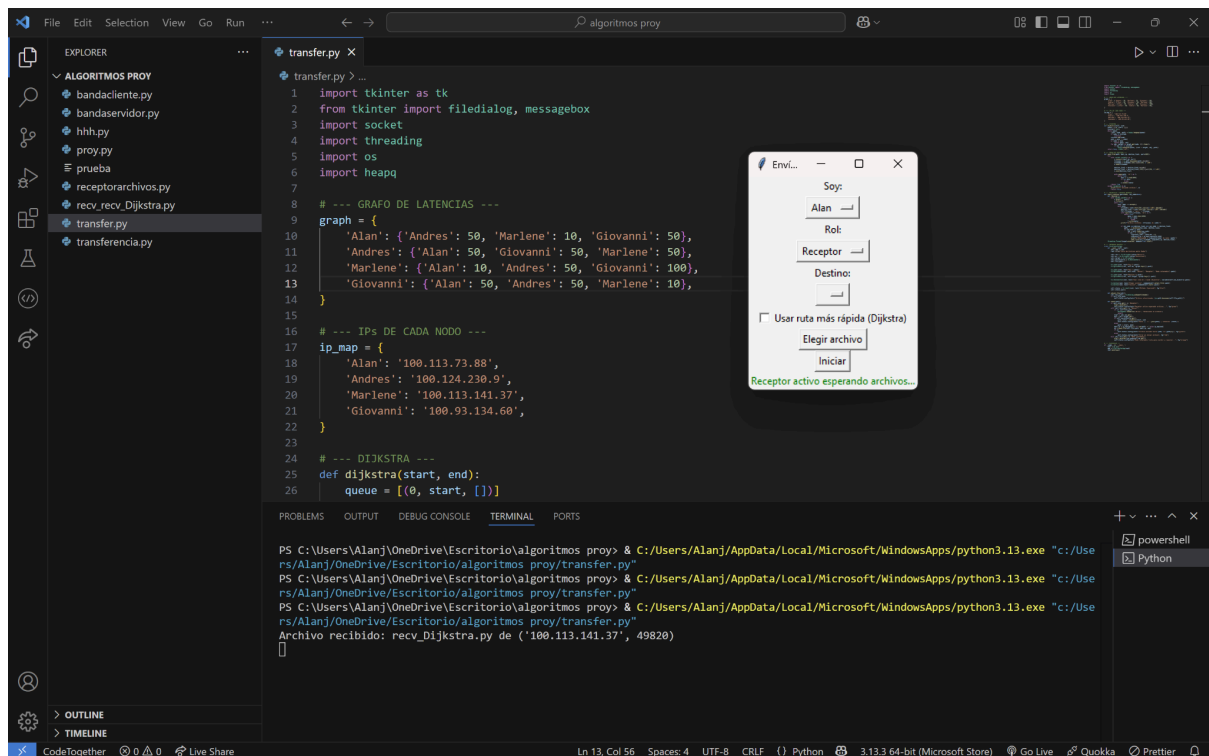 File Edit Selection View Go Run ··· algoritmos proy
EXPLORER ···
ALGORITMOS PROY
bandacliente.py
bandaservidor.py
hhh.py
proy.py
prueba
receptorarchivos.py
recv_recv_Dijkstra.py
transfer.py
transferencia.py
OUTLINE
TIMELINE
transfer.py
transfer.py > ...
1 import tkinter as tk
2 from tkinter import filedialog, messagebox
3 import socket
4 import threading
5 import os
6 import heapq
7
8 # --- GRAFO DE LATENCIAS ---
9 graph = {
10 'Alan': {'Andres': 50, 'Marlene': 10, 'Giovanni': 50},
11 'Andres': {'Alan': 50, 'Giovanni': 50, 'Marlene': 50},
12 'Marlene': {'Alan': 10, 'Andres': 50, 'Giovanni': 100},
13 'Giovanni': {'Alan': 50, 'Andres': 50, 'Marlene': 10},
14 }
15
16 # --- IPs DE CADA NODO ---
17 ip_map = {
18 'Alan': '100.113.73.88',
19 'Andres': '100.124.230.9',
20 'Marlene': '100.113.141.37',
21 'Giovanni': '100.93.134.60',
22 }
23
24 # --- DIJKSTRA ---
25 def dijkstra(start, end):
26 queue = [(0, start, [])]
Enví...
Soy:
Alan
Rol:
Receptor
Destino:
Usar ruta más rápida (Dijkstra)
Elegir archivo
Iniciar
Receptor activo esperando archivos...
PROBLEMS OUTPUT DEBUG CONSOLE TERMINAL PORTS
PS C:\Users\Alanj\OneDrive\Escritorio\algoritmos proy> & C:/Users/Alanj/AppData/Local/Microsoft/WindowsApps/python3.13.exe "c:/Use
rs/Alanj/OneDrive/Escritorio/algoritmos proy/transfer.py"
PS C:\Users\Alanj\OneDrive\Escritorio\algoritmos proy> & C:/Users/Alanj/AppData/Local/Microsoft/WindowsApps/python3.13.exe "c:/Use
rs/Alanj/OneDrive/Escritorio/algoritmos proy/transfer.py"
PS C:\Users\Alanj\OneDrive\Escritorio\algoritmos proy> & C:/Users/Alanj/AppData/Local/Microsoft/WindowsApps/python3.13.exe "c:/Use
rs/Alanj/OneDrive/Escritorio/algoritmos proy/transfer.py"
Archivo recibido: recv_Dijkstra.py de ('100.113.141.37', 49820)
powershell
Python
CodeTogether 0 0 Live Share Ln 13, Col 56 Spaces: 4 UTF-8 CRLF {} Python 3.13.3 64-bit (Microsoft Store) Go Live Quokka Prettier